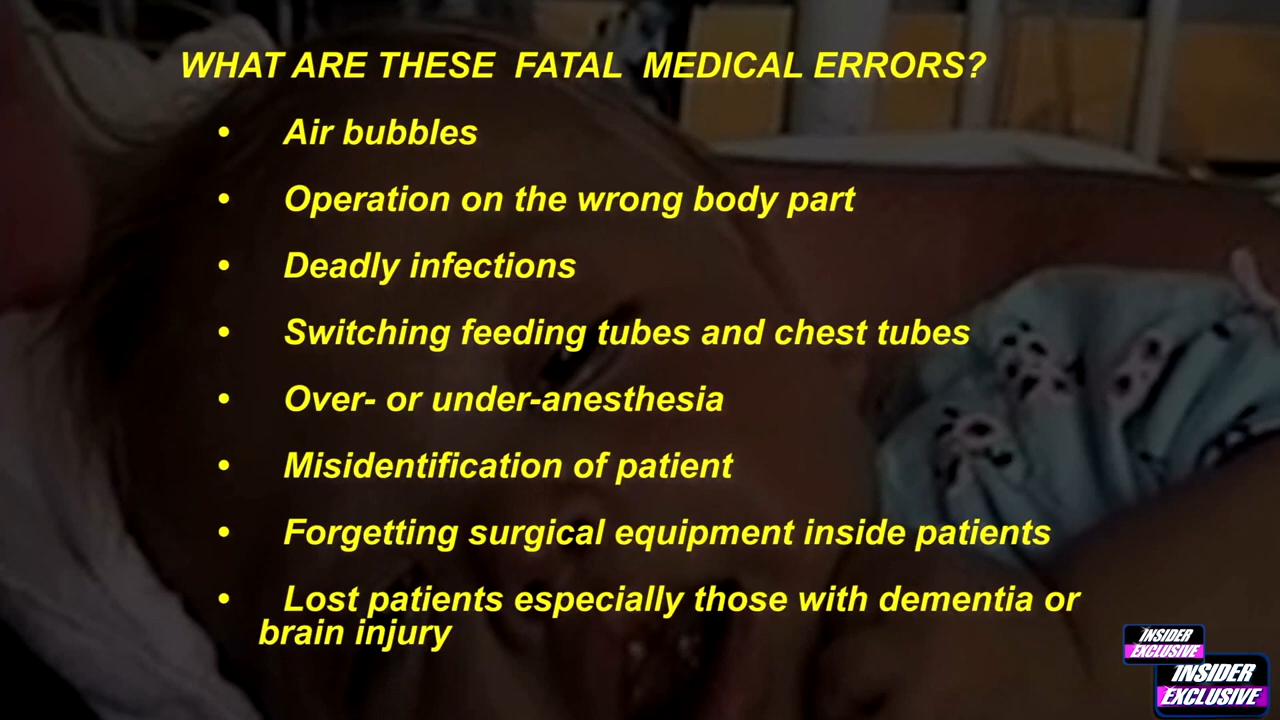 WHAT ARE THESE FATAL MEDICAL ERRORS?
• Air bubbles
• Operation on the wrong body part
• Deadly infections
• Switching feeding tubes and chest tubes
• Over- or under-anesthesia
• Misidentification of patient
• Forgetting surgical equipment inside patients
• Lost patients especially those with dementia or
brain injury
INSIDER
EXCLUSIVE
INSIDER
EXCLUSIVE